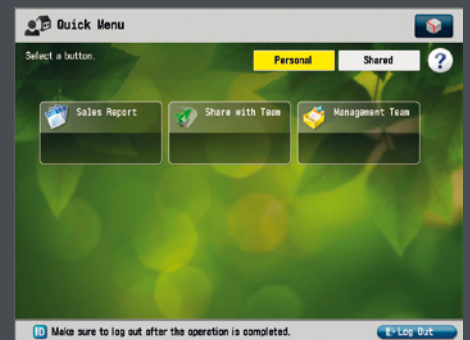 Quick Menu
Select a button.
Personal
Shared
?
Sales Report
Share with Team
Management Team
ID Make sure to log out after the operation is completed.
Log Out